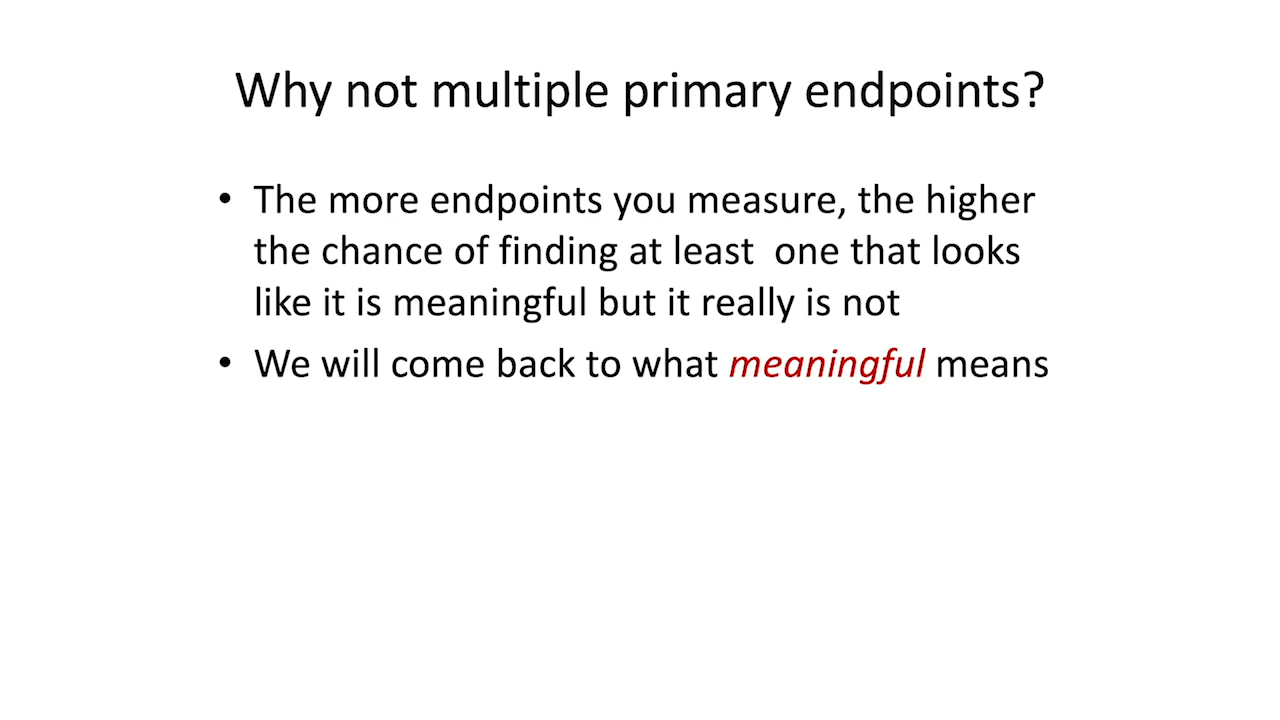 Why not multiple primary endpoints?
• The more endpoints you measure, the higher
the chance of finding at least  one that looks
like it is meaningful but it really is not
• We will come back to what meaningful means